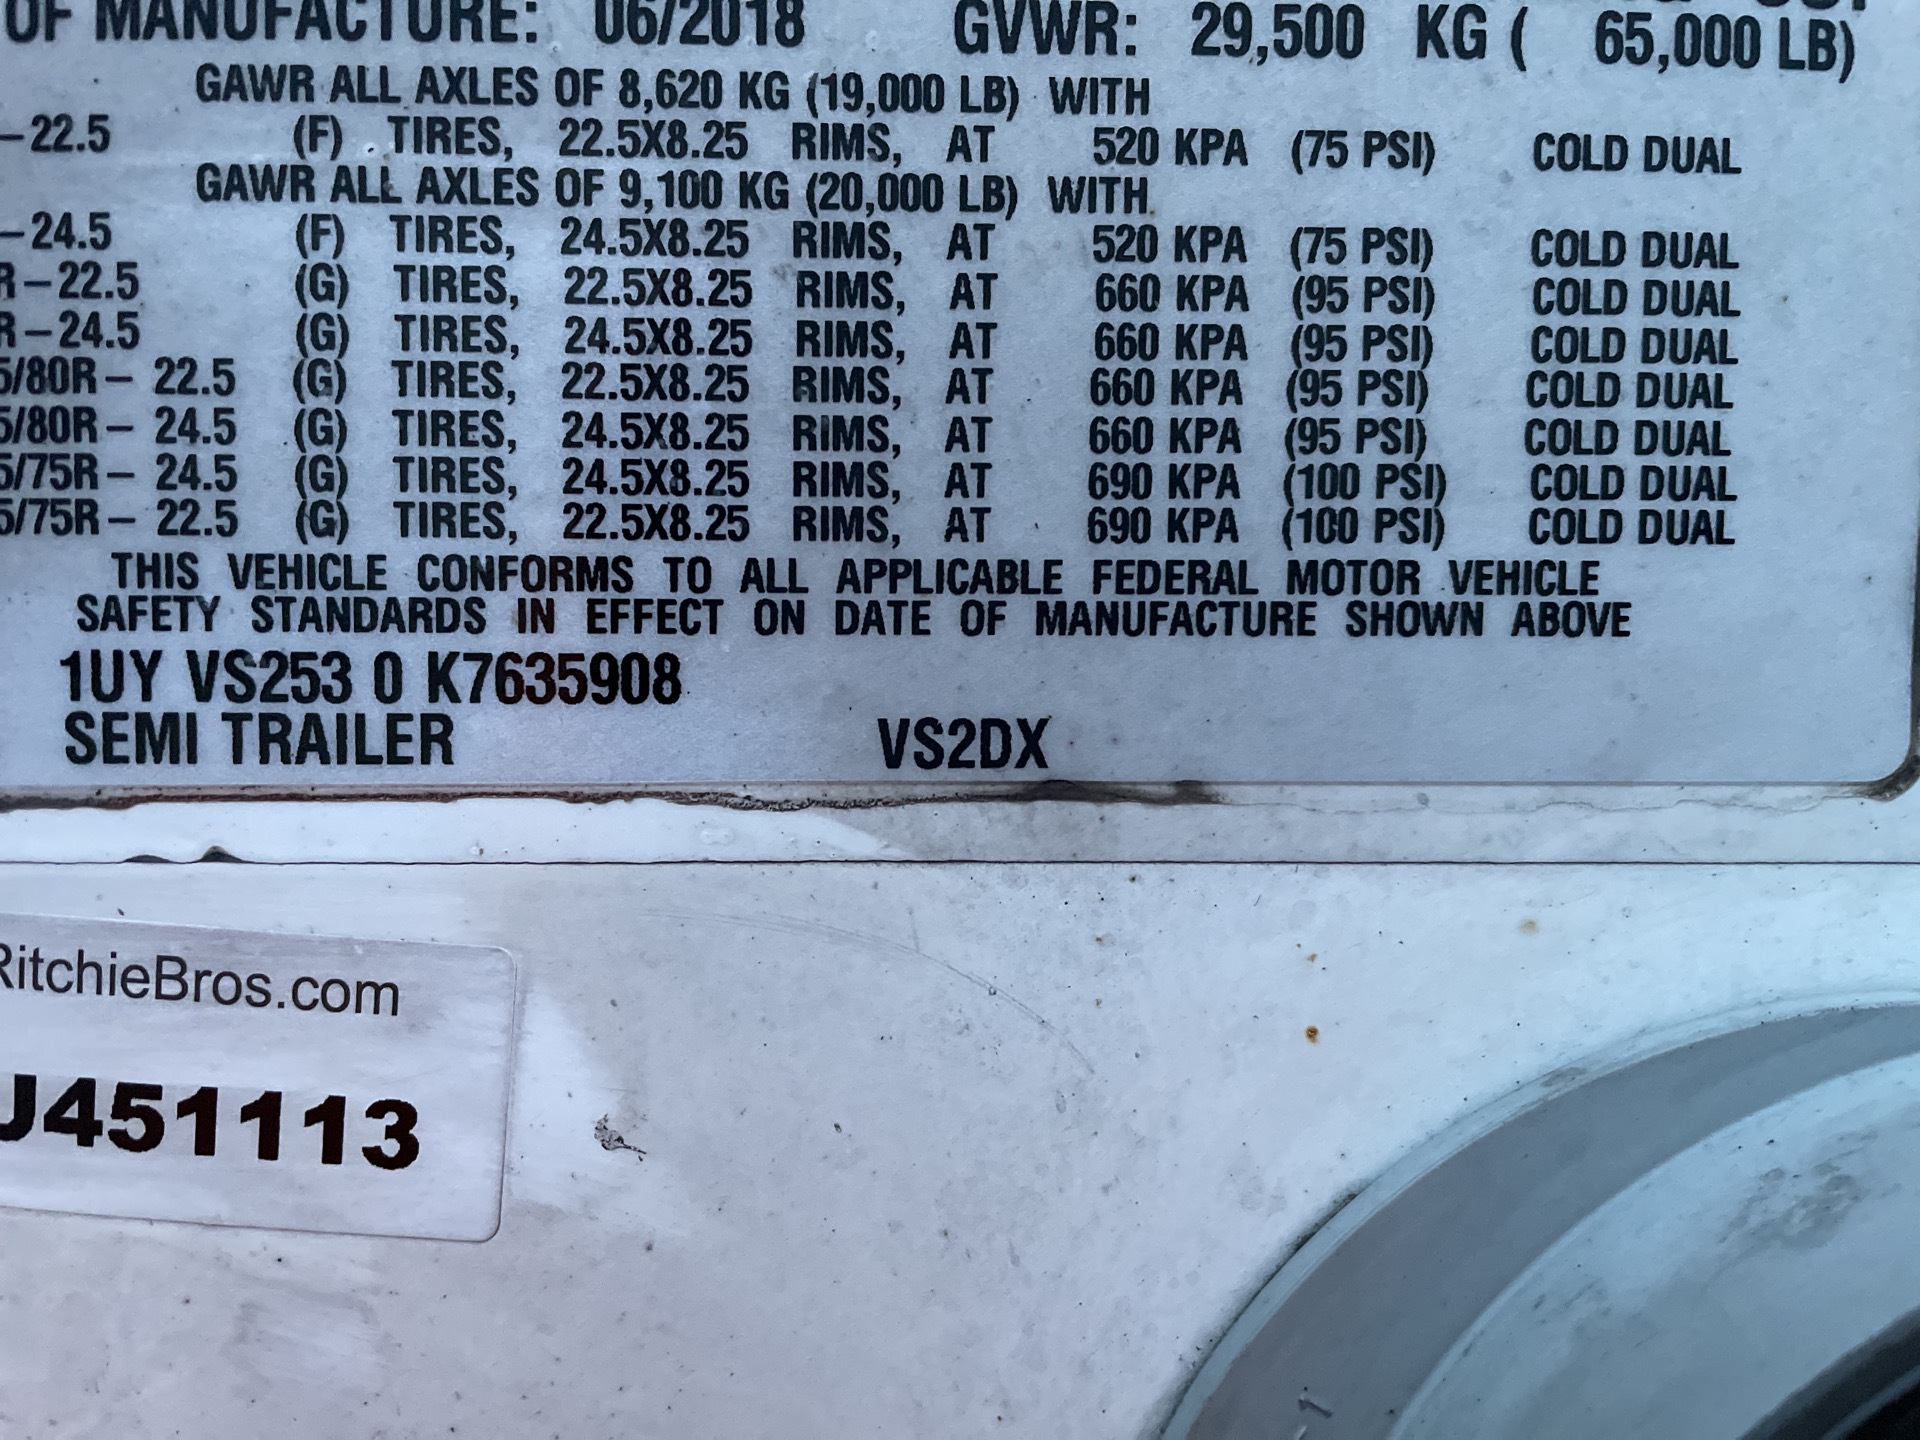 OF MANUFACTURE: 06/2018 GVWR: 29,500 KG ( 65,000 LB)
GAWR ALL AXLES OF 8,620 KG (19,000 LB) WITH
–22.5 (F) TIRES, 22.5X8.25 RIMS, AT 520 KPA (75 PSI) COLD DUAL
GAWR ALL AXLES OF 9,100 KG (20,000 LB) WITH
–24.5 (F) TIRES, 24.5X8.25 RIMS, AT 520 KPA (75 PSI) COLD DUAL
R–22.5 (G) TIRES, 22.5X8.25 RIMS, AT 660 KPA (95 PSI) COLD DUAL
R–24.5 (G) TIRES, 24.5X8.25 RIMS, AT 660 KPA (95 PSI) COLD DUAL
5/80R– 22.5 (G) TIRES, 22.5X8.25 RIMS, AT 660 KPA (95 PSI) COLD DUAL
5/80R– 24.5 (G) TIRES, 24.5X8.25 RIMS, AT 660 KPA (95 PSI) COLD DUAL
5/75R– 24.5 (G) TIRES, 24.5X8.25 RIMS, AT 690 KPA (100 PSI) COLD DUAL
5/75R– 22.5 (G) TIRES, 22.5X8.25 RIMS, AT 690 KPA (100 PSI) COLD DUAL
THIS VEHICLE CONFORMS TO ALL APPLICABLE FEDERAL MOTOR VEHICLE
SAFETY STANDARDS IN EFFECT ON DATE OF MANUFACTURE SHOWN ABOVE
1UY VS253 0 K7635908
SEMI TRAILER VS2DX
RitchieBros.com
J451113